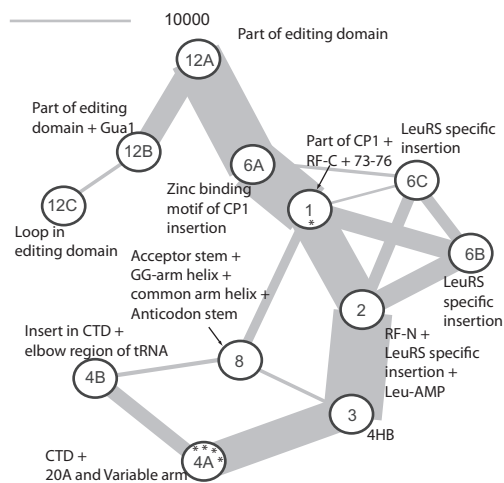 10000
Part of editing domain
12A
Part of editing
domain + Gua1
12B
Part of CP1 +
RF-C + 73-76
LeuRS specific
insertion
6A
6C
12C
Zinc binding
motif of CP1
insertion
1
*
Loop in
editing domain
6B
Acceptor stem +
GG-arm helix +
common arm helix +
Anticodon stem
LeuRS
specific
insertion
2
Insert in CTD +
elbow region of tRNA
RF-N +
LeuRS specific
insertion +
Leu-AMP
8
4B
3
4HB
CTD +
20A and Variable arm
* * * *
4A